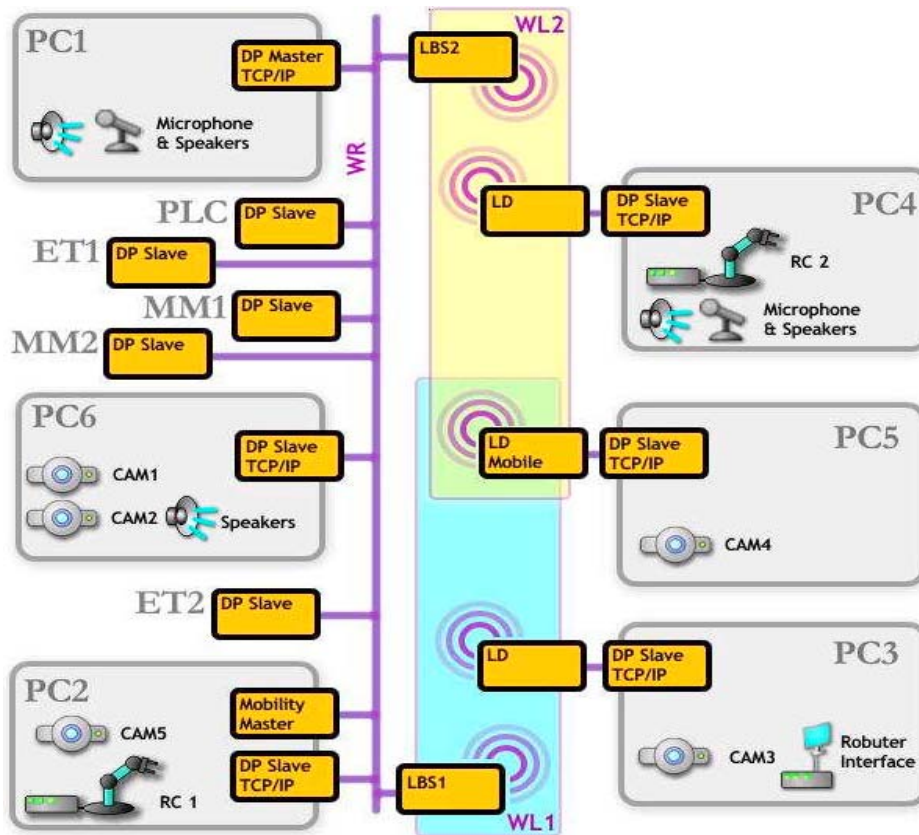 PC1
DP Master
TCP/IP
Microphone
& Speakers
WR
LBS2
WL2
PLC
DP Slave
ET1
DP Slave
MM1
DP Slave
MM2
DP Slave
LD
DP Slave
TCP/IP
PC4
RC 2
Microphone
& Speakers
PC6
CAM1
CAM2
Speakers
DP Slave
TCP/IP
LD
Mobile
DP Slave
TCP/IP
PC5
CAM4
ET2
DP Slave
LD
DP Slave
TCP/IP
PC3
CAM3
Robuter
Interface
PC2
CAM5
RC 1
Mobility
Master
DP Slave
TCP/IP
LBS1
WL1